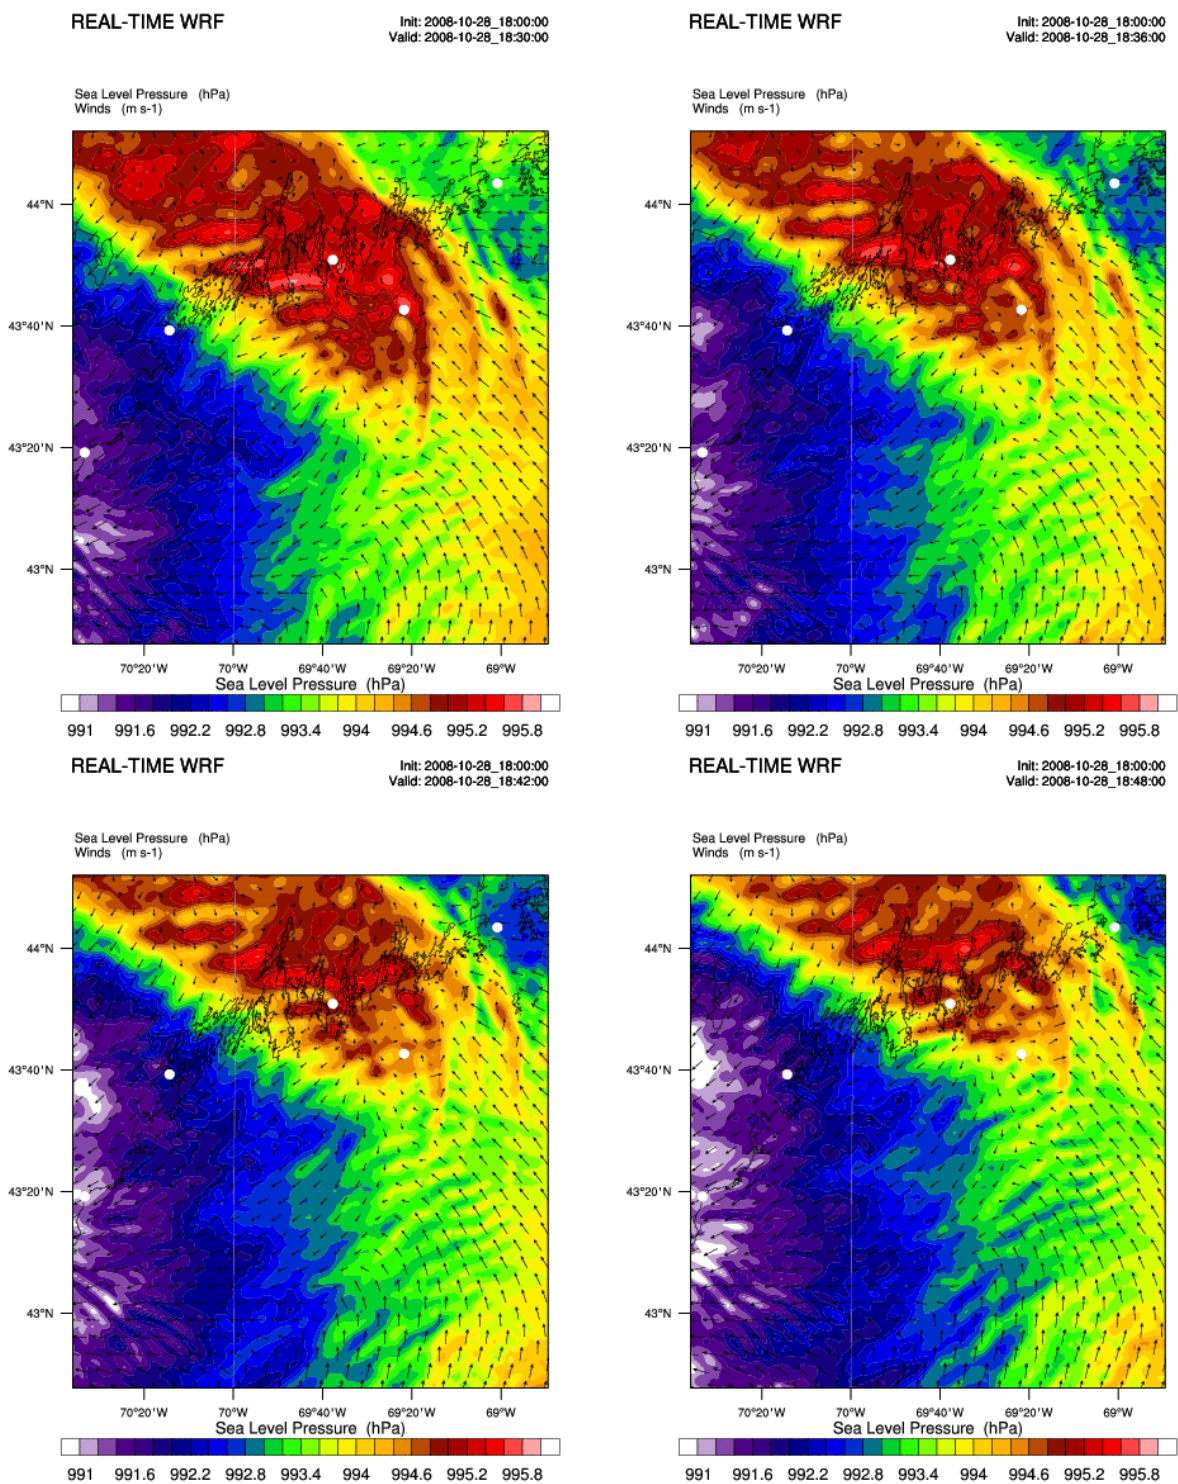 REAL-TIME WRF
Init: 2008-10-28_18:00:00
Valid: 2008-10-28_18:30:00
Sea Level Pressure (hPa)
Winds (m s-1)
44°N
43°40'N
43°20'N
43°N
70°20'W 70°W 69°40'W 69°20'W 69°W
Sea Level Pressure (hPa)
991 991.6 992.2 992.8 993.4 994 994.6 995.2 995.8
REAL-TIME WRF
Init: 2008-10-28_18:00:00
Valid: 2008-10-28_18:36:00
Sea Level Pressure (hPa)
Winds (m s-1)
44°N
43°40'N
43°20'N
43°N
70°20'W 70°W 69°40'W 69°20'W 69°W
Sea Level Pressure (hPa)
991 991.6 992.2 992.8 993.4 994 994.6 995.2 995.8
REAL-TIME WRF
Init: 2008-10-28_18:00:00
Valid: 2008-10-28_18:42:00
Sea Level Pressure (hPa)
Winds (m s-1)
44°N
43°40'N
43°20'N
43°N
70°20'W 70°W 69°40'W 69°20'W 69°W
Sea Level Pressure (hPa)
991 991.6 992.2 992.8 993.4 994 994.6 995.2 995.8
REAL-TIME WRF
Init: 2008-10-28_18:00:00
Valid: 2008-10-28_18:48:00
Sea Level Pressure (hPa)
Winds (m s-1)
44°N
43°40'N
43°20'N
43°N
70°20'W 70°W 69°40'W 69°20'W 69°W
Sea Level Pressure (hPa)
991 991.6 992.2 992.8 993.4 994 994.6 995.2 995.8